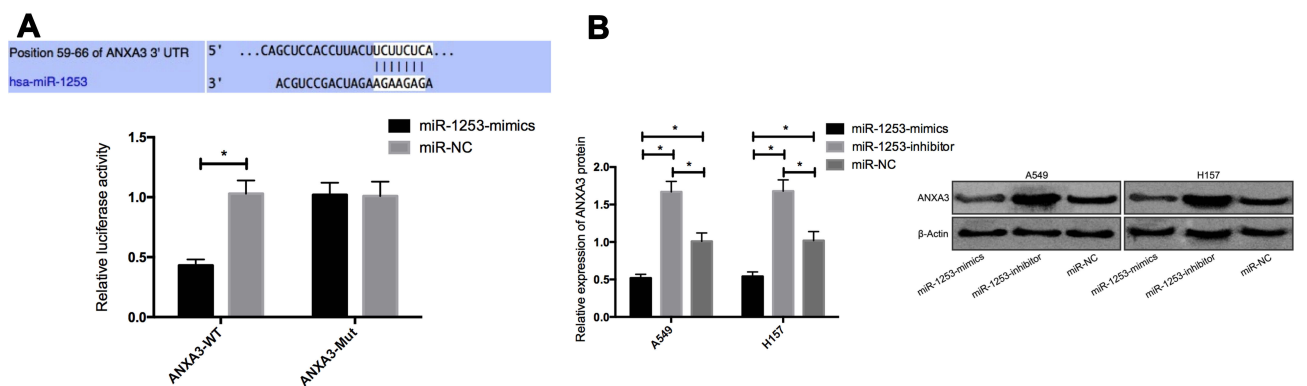 A
Position 59-66 of ANXA3 3' UTR
5' ...CAGCUCCACCUUACUUCUUCUCA...
hsa-miR-1253
3' ACGUCCGACUAGAAGAAGAGA
miR-1253-mimics
miR-NC
Relative luciferase activity
1.5
1.0
0.5
0.0
*
ANXA3-WT
ANXA3-Mut
B
miR-1253-mimics
miR-1253-inhibitor
miR-NC
Relative expression of ANXA3 protein
2.0
1.5
1.0
0.5
0.0
*
* *
*
* *
A549
H157
A549
H157
ANXA3
β-Actin
miR-1253-mimics
miR-1253-inhibitor
miR-NC
miR-1253-mimics
miR-1253-inhibitor
miR-NC